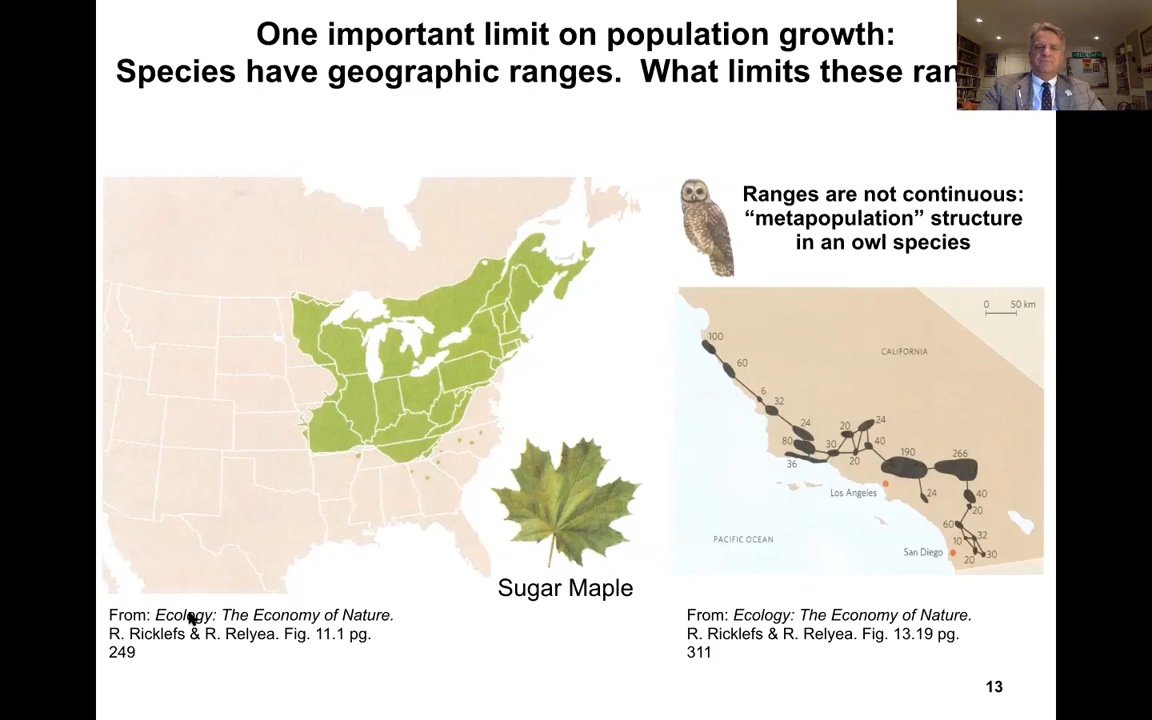 One important limit on population growth:
Species have geographic ranges.  What limits these ran
Ranges are not continuous:
“metapopulation” structure
in an owl species
0 50 km
CALIFORNIA
100
60
6
32
24
80
36
30
20
24
20
40
190
266
24
40
20
60
32
10
20
30
Los Angeles
San Diego
PACIFIC OCEAN
Sugar Maple
From: Ecology: The Economy of Nature.
R. Ricklefs & R. Relyea. Fig. 11.1 pg.
249
From: Ecology: The Economy of Nature.
R. Ricklefs & R. Relyea. Fig. 13.19 pg.
311
13